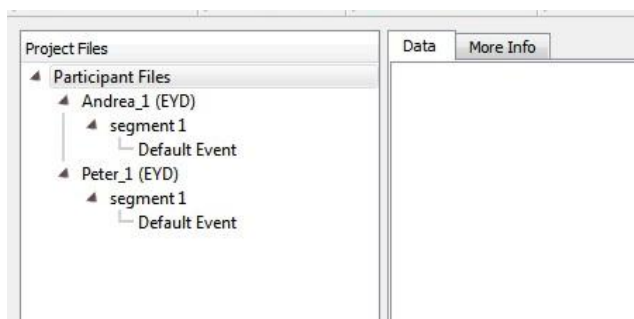 Project Files
Participant Files
Andrea_1 (EYD)
segment 1
Default Event
Peter_1 (EYD)
segment 1
Default Event
Data
More Info